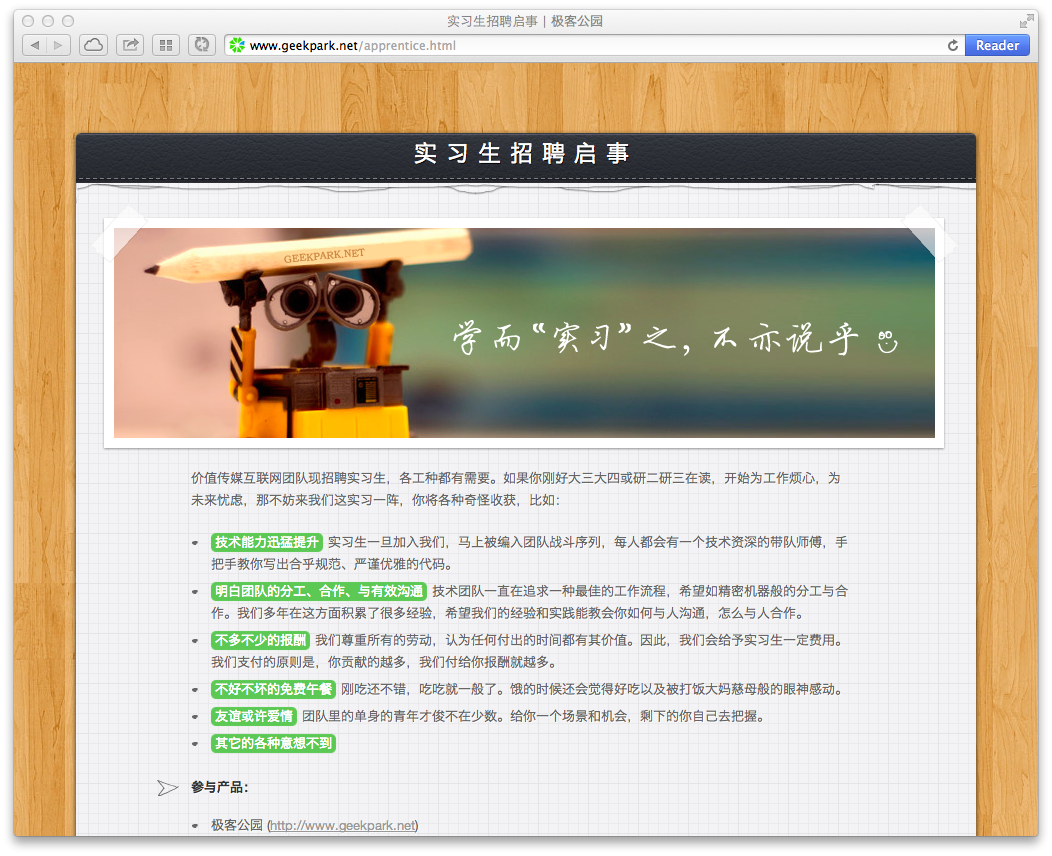 实习生招聘启事 | 极客公园
www.geekpark.net/apprentice.html
Reader
实习生招聘启事
GEEKPARK.NET
学而“实习”之，不亦说乎
价值传媒互联网团队现招聘实习生，各工种都有需要。如果你刚好大三大四或研二研三在读，开始为工作烦心，为
未来忧虑，那不妨来我们这实习一阵，你将各种奇怪收获，比如：
技术能力迅猛提升 实习生一旦加入我们，马上被编入团队战斗序列，每人都会有一个技术资深的带队师傅，手
把手教你写出合乎规范、严谨优雅的代码。
明白团队的分工、合作、与有效沟通 技术团队一直在追求一种最佳的工作流程，希望如精密机器般的分工与合
作。我们多年在这方面积累了很多经验，希望我们的经验和实践能教会你如何与人沟通，怎么与人合作。
不多不少的报酬 我们尊重所有的劳动，认为任何付出的时间都有其价值。因此，我们会给予实习生一定费用。
我们支付的原则是，你贡献的越多，我们付给你报酬就越多。
不好不坏的免费午餐 刚吃还不错，吃吃就一般了。饿的时候还会觉得好吃以及被打饭大妈慈母般的眼神感动。
友谊或许爱情 团队里的单身的青年才俊不在少数。给你一个场景和机会，剩下的你自己去把握。
其它的各种意想不到
参与产品：
极客公园 (http://www.geekpark.net)